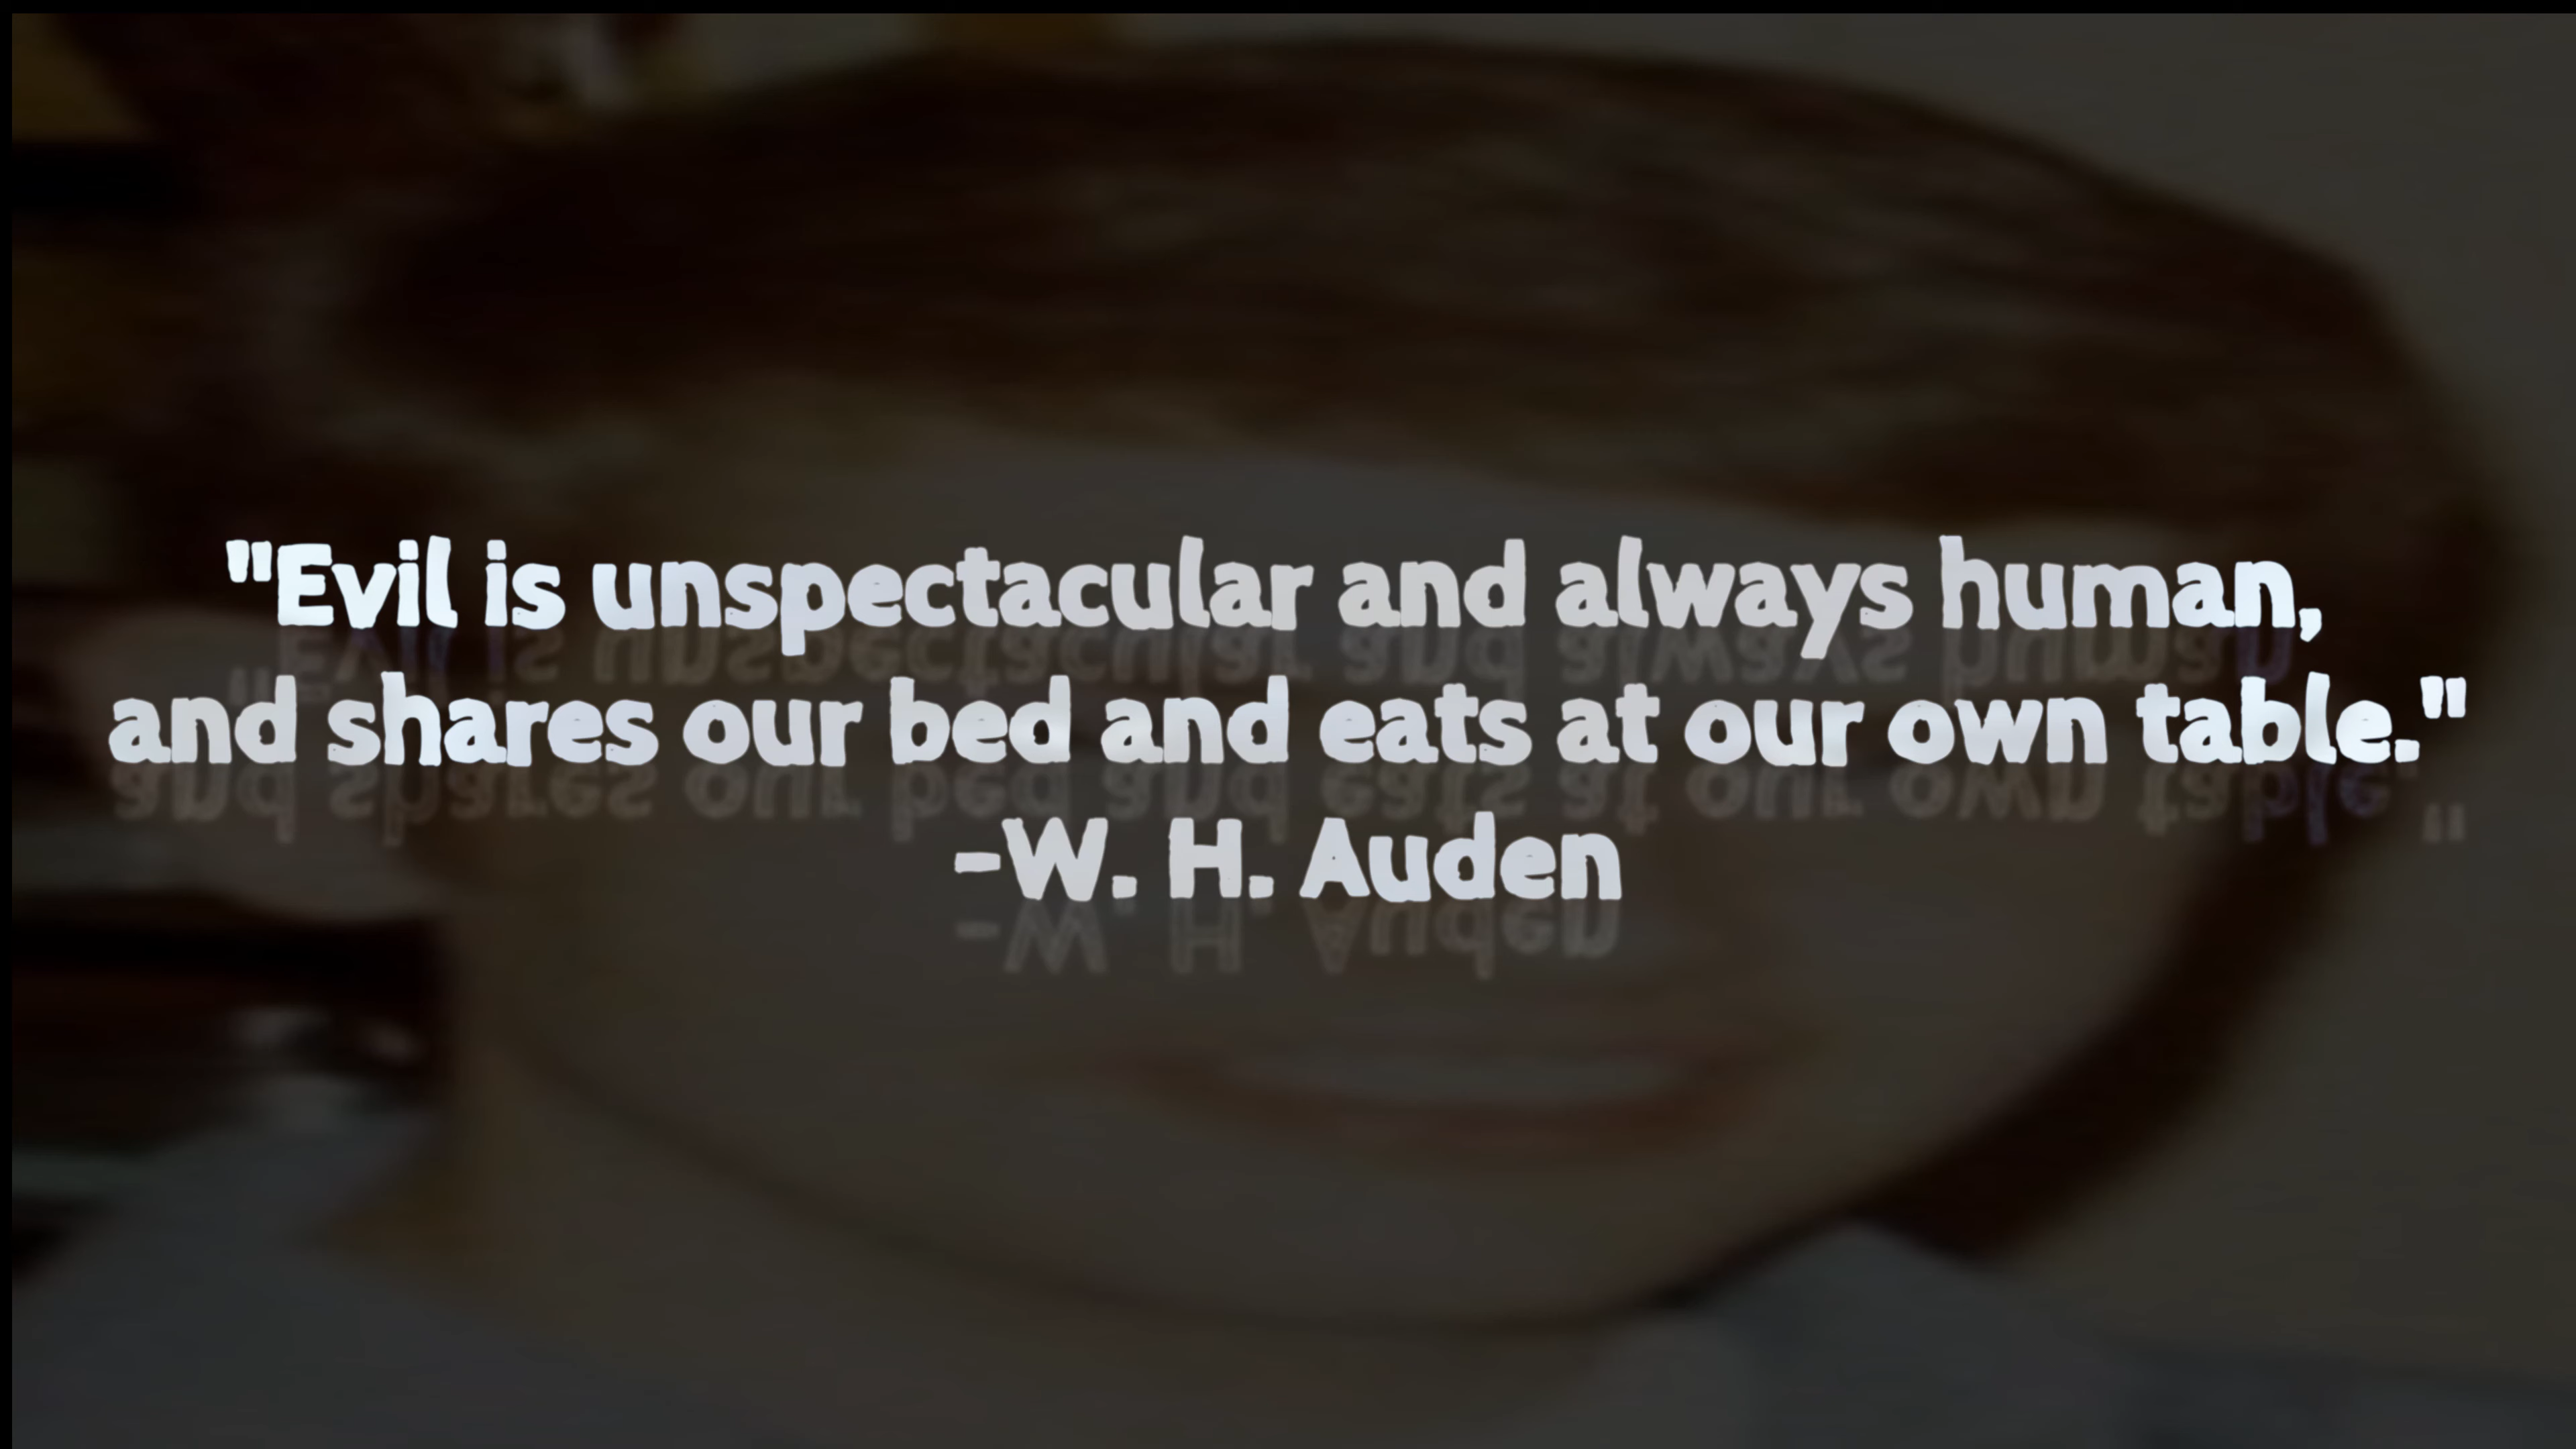 "Evil is unspectacular and always human,
and shares our bed and eats at our own table."
-W. H. Auden